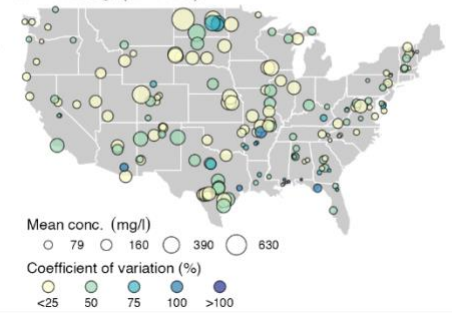 Mean conc. (mg/l)
79 160 390 630
Coefficient of variation (%)
<25 50 75 100 >100